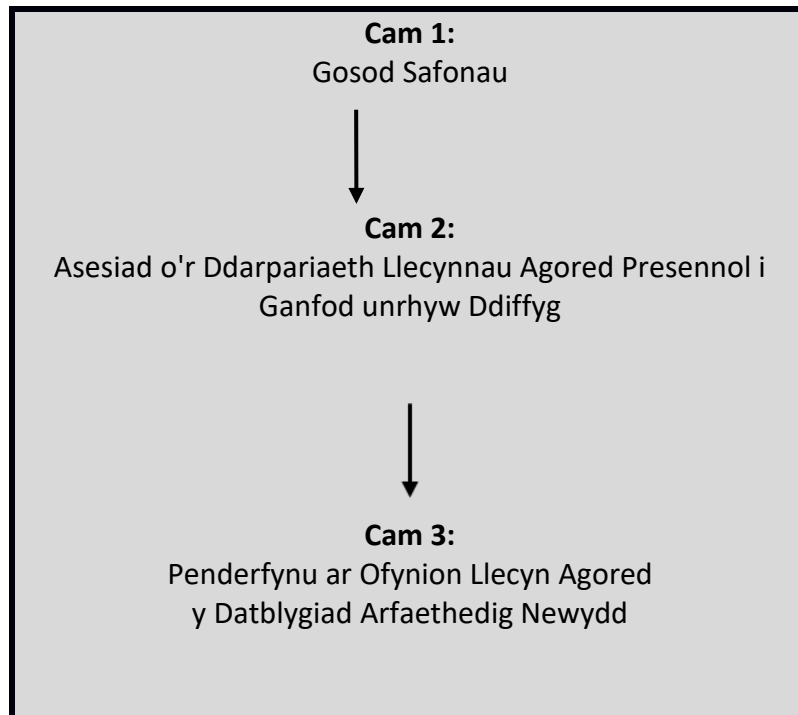 Cam 1:
Gosod Safonau
Cam 2:
Asesiad o'r Ddarpariaeth Llecynnau Agored Presennol i
Ganfod unrhyw Ddiffyg
Cam 3:
Penderfynu ar Ofynion Llecyn Agored
y Datblygiad Arfaethedig Newydd